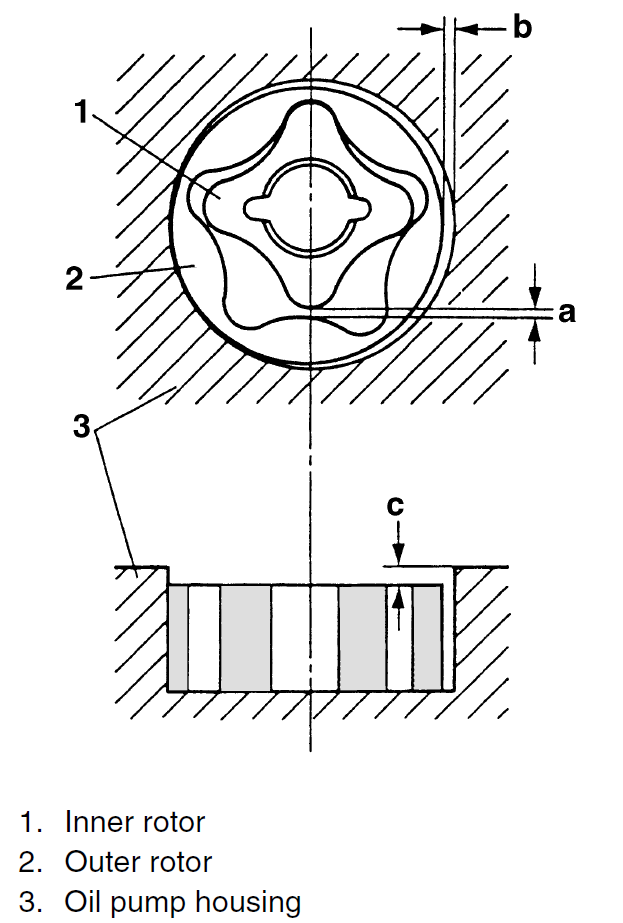 b
1
2
a
3
c
1. Inner rotor
2. Outer rotor
3. Oil pump housing